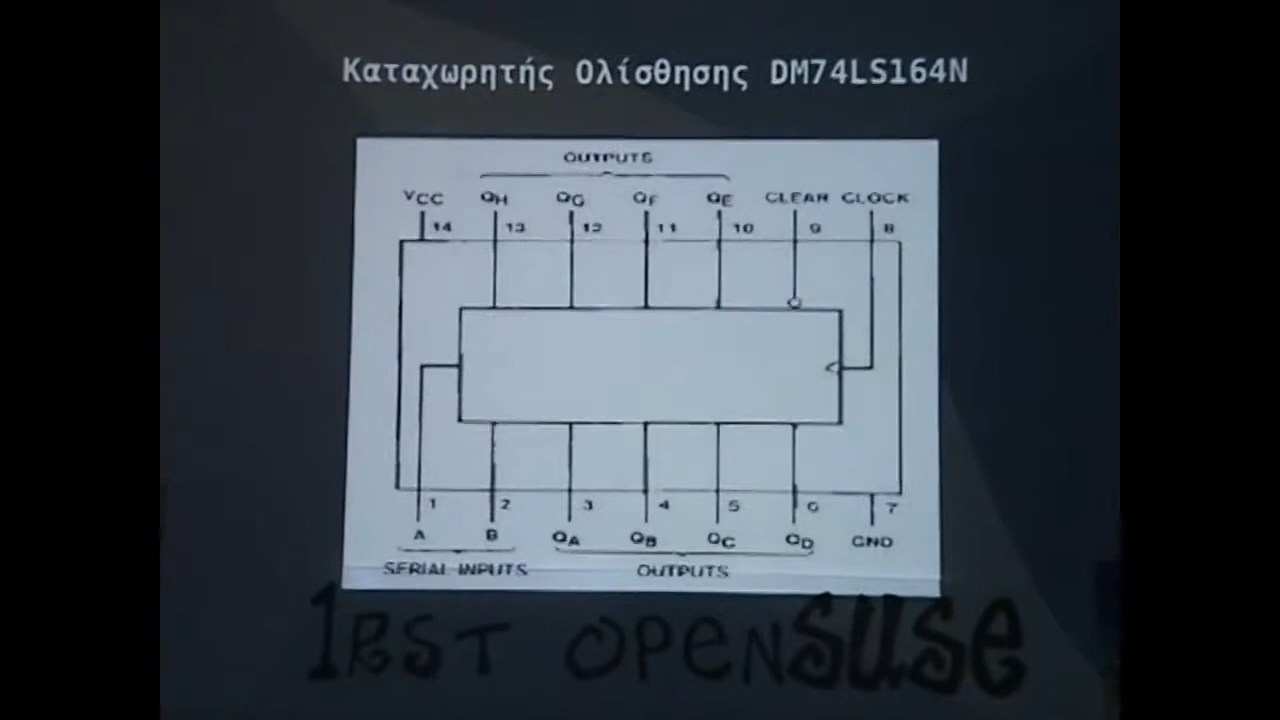 Καταχωρητής Ολίσθησης DM74LS164N
OUTPUTS
VCC QH QG QF QE CLEAR CLOCK
14 13 12 11 10 9 8
1 2 3 4 5 6 7
A B QA QB QC QD GND
SERIAL INPUTS OUTPUTS
1RST OPENSUSE